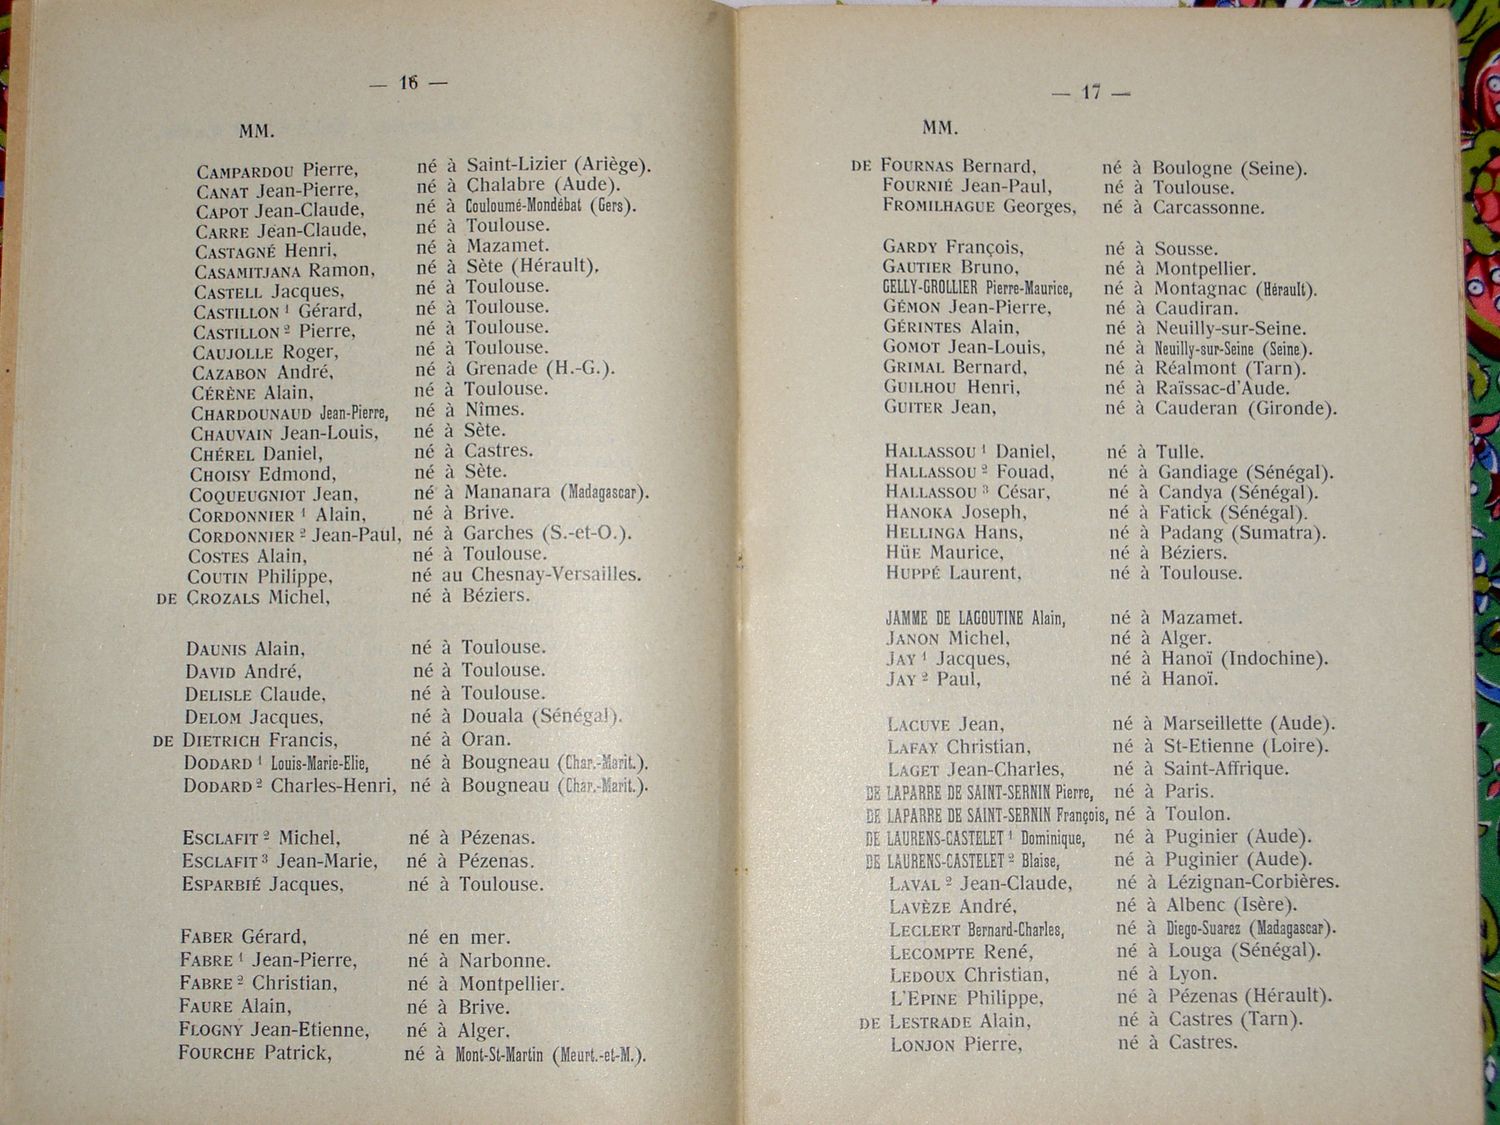 — 16 —
MM.
CAMPARDOU Pierre, né à Saint-Lizier (Ariège).
CANAT Jean-Pierre, né à Chalabre (Aude).
CAPOT Jean-Claude, né à Couloumé-Mondébat (Gers).
CARRE Jean-Claude, né à Toulouse.
CASTAGNÉ Henri, né à Mazamet.
CASAMITJANA Ramon, né à Sète (Hérault).
CASTELL Jacques, né à Toulouse.
CASTILLON ¹ Gérard, né à Toulouse.
CASTILLON ² Pierre, né à Toulouse.
CAUJOLLE Roger, né à Toulouse.
CAZABON André, né à Grenade (H.-G.).
CÉRÈNE Alain, né à Toulouse.
CHARDOUNAUD Jean-Pierre, né à Nîmes.
CHAUVAIN Jean-Louis, né à Sète.
CHÉREL Daniel, né à Castres.
CHOISY Edmond, né à Sète.
COQUEUGNIOT Jean, né à Mananara (Madagascar).
CORDONNIER ¹ Alain, né à Brive.
CORDONNIER ² Jean-Paul, né à Garches (S.-et-O.).
COSTES Alain, né à Toulouse.
COUTIN Philippe, né au Chesnay-Versailles.
DE CROZALS Michel, né à Béziers.
DAUNIS Alain, né à Toulouse.
DAVID André, né à Toulouse.
DELISLE Claude, né à Toulouse.
DELOM Jacques, né à Douala (Sénégal).
DE DIETRICH Francis, né à Oran.
DODARD ¹ Louis-Marie-Elie, né à Bougneau (Char.-Marit.).
DODARD ² Charles-Henri, né à Bougneau (Char.-Marit.).
ESCLAFIT ² Michel, né à Pézenas.
ESCLAFIT ³ Jean-Marie, né à Pézenas.
ESPARBIÉ Jacques, né à Toulouse.
FABER Gérard, né en mer.
FABRE ¹ Jean-Pierre, né à Narbonne.
FABRE ² Christian, né à Montpellier.
FAURE Alain, né à Brive.
FLOGNY Jean-Etienne, né à Alger.
FOURCHE Patrick, né à Mont-St-Martin (Meurt.-et-M.).
— 17 —
MM.
DE FOURNAS Bernard, né à Boulogne (Seine).
FOURNIÉ Jean-Paul, né à Toulouse.
FROMILHAGUE Georges, né à Carcassonne.
GARDY François, né à Sousse.
GAUTIER Bruno, né à Montpellier.
GELLY-GROLLIER Pierre-Maurice, né à Montagnac (Hérault).
GÉMON Jean-Pierre, né à Caudiran.
GÉRINTES Alain, né à Neuilly-sur-Seine.
GOMOT Jean-Louis, né à Neuilly-sur-Seine (Seine).
GRIMAL Bernard, né à Réalmont (Tarn).
GUILHOU Henri, né à Raïssac-d'Aude.
GUITER Jean, né à Cauderan (Gironde).
HALLASSOU ¹ Daniel, né à Tulle.
HALLASSOU ² Fouad, né à Gandiage (Sénégal).
HALLASSOU ³ César, né à Candya (Sénégal).
HANOKA Joseph, né à Fatick (Sénégal).
HELLINGA Hans, né à Padang (Sumatra).
HÜE Maurice, né à Béziers.
HUPPÉ Laurent, né à Toulouse.
JAMME DE LAGOUTINE Alain, né à Mazamet.
JANON Michel, né à Alger.
JAY ¹ Jacques, né à Hanoï (Indochine).
JAY ² Paul, né à Hanoï.
LACUVE Jean, né à Marseillette (Aude).
LAFAY Christian, né à St-Etienne (Loire).
LAGET Jean-Charles, né à Saint-Affrique.
DE LAPARRE DE SAINT-SERNIN Pierre, né à Paris.
DE LAPARRE DE SAINT-SERNIN François, né à Toulon.
DE LAURENS-CASTELET ¹ Dominique, né à Puginier (Aude).
DE LAURENS-CASTELET ² Blaise, né à Puginier (Aude).
LAVAL ² Jean-Claude, né à Lézignan-Corbières.
LAVÈZE André, né à Albenc (Isère).
LECLERT Bernard-Charles, né à Diego-Suarez (Madagascar).
LECOMPTE René, né à Louga (Sénégal).
LEDOUX Christian, né à Lyon.
L'EPINE Philippe, né à Pézenas (Hérault).
DE LESTRADE Alain, né à Castres (Tarn).
LONJON Pierre, né à Castres.